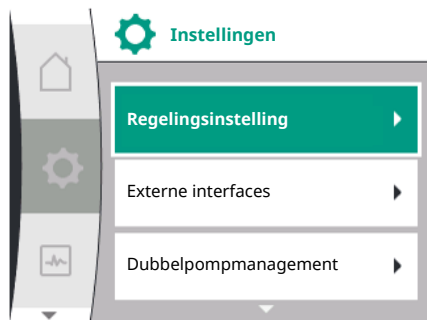 Instellingen
Regelingsinstelling
Externe interfaces
Dubbelpompmanagement